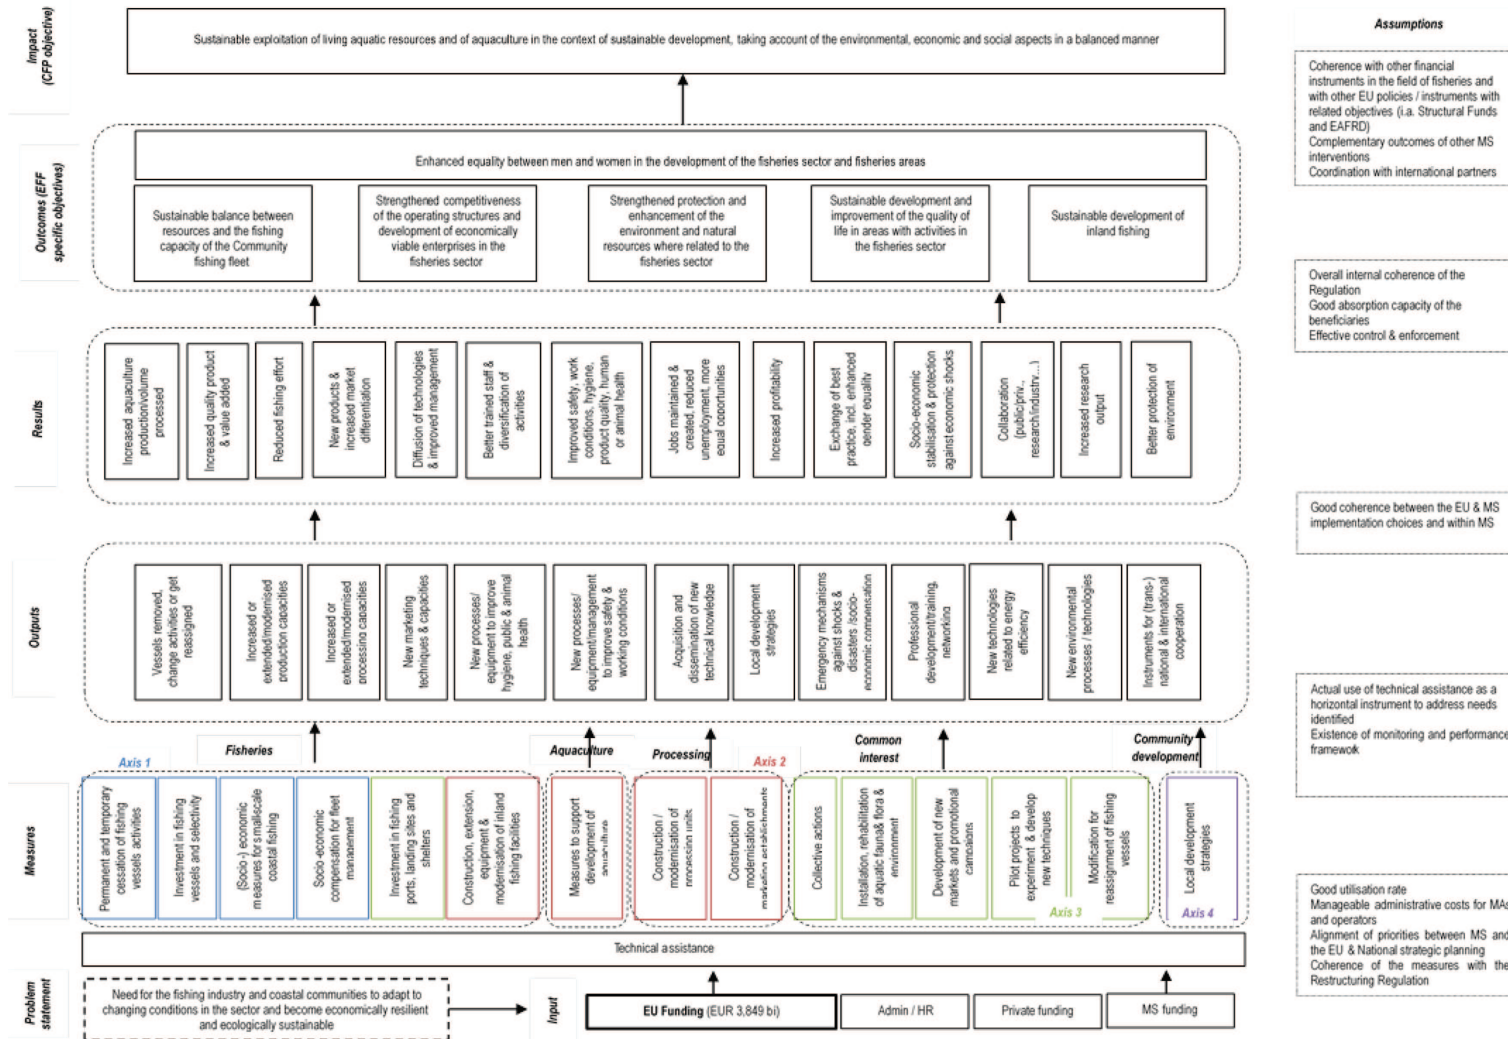 Impact
(CFP objective)
Sustainable exploitation of living aquatic resources and of aquaculture in the context of sustainable development, taking account of the environmental, economic and social aspects in a balanced manner
Assumptions
Coherence with other financial
instruments in the field of fisheries and
with other EU policies / instruments with
related objectives (i.a. Structural Funds
and EAFRD)
Complementary outcomes of other MS
interventions
Coordination with international partners
Outcomes (EFF
specific objectives)
Enhanced equality between men and women in the development of the fisheries sector and fisheries areas
Sustainable balance between
resources and the fishing
capacity of the Community
fishing fleet
Strengthened competitiveness
of the operating structures and
development of economically
viable enterprises in the
fisheries sector
Strengthened protection and
enhancement of the
environment and natural
resources where related to the
fisheries sector
Sustainable development and
improvement of the quality of
life in areas with activities in
the fisheries sector
Sustainable development of
inland fishing
Overall internal coherence of the
Regulation
Good absorption capacity of the
beneficiaries
Effective control & enforcement
Results
Increased aquaculture
production/volume
processed
Increased quality product
& value added
Reduced fishing effort
New products &
increased market
differentiation
Diffusion of technologies
& improved management
Better trained staff &
diversification of
activities
Improved safety, work
conditions, hygiene,
product quality, human
or animal health
Jobs maintained &
created, reduced
unemployment, more
equal opportunities
Increased profitability
Exchange of best
practice, incl. enhanced
gender equality
Socio-economic
stabilisation & protection
against economic shocks
Collaboration
(public/priv.,
research/industry…)
Increased research
output
Better protection of
environment
Good coherence between the EU & MS
implementation choices and within MS
Outputs
Vessels removed,
change activities or get
reassigned
Increased or
extended/modernised
production capacities
Increased or
extended/modernised
processing capacities
New marketing
techniques & capacities
New processes/
equipment to improve
hygiene, public & animal
health
New processes/
equipment/management
to improve safety &
working conditions
Acquisition and
dissemination of new
technical knowledge
Local development
strategies
Emergency mechanisms
against shocks &
disasters /socio-
economic compensation
Professional
development/training,
networking
New technologies
related to energy
efficiency
New environmental
processes / technologies
Instruments for (trans-)
national & international
cooperation
Actual use of technical assistance as a
horizontal instrument to address needs
identified
Existence of monitoring and performance
framework
Axis 1
Fisheries
Aquaculture
Processing
Axis 2
Common
interest
Community
development
Measures
Permanent and temporary
cessation of fishing
vessels activities
Investment in fishing
vessels and selectivity
(Socio-) economic
measures for small-scale
coastal fishing
Socio-economic
compensation for fleet
management
Investment in fishing
ports, landing sites and
shelters
Construction, extension,
equipment &
modernisation of inland
fishing facilities
Measures to support
development of
aquaculture
Construction /
modernisation of
processing units
Construction /
modernisation of
marketing establishments
Collective actions
Installation, rehabilitation
of aquatic fauna& flora &
environment
Development of new
markets and promotional
campaigns
Pilot projects to
experiment & develop
new techniques
Modification for
reassignment of fishing
vessels
Axis 3
Local development
strategies
Axis 4
Good utilisation rate
Manageable administrative costs for MAs
and operators
Alignment of priorities between MS and
the EU & National strategic planning
Coherence of the measures with the
Restructuring Regulation
Technical assistance
Problem
statement
Need for the fishing industry and coastal communities to adapt to
changing conditions in the sector and become economically resilient
and ecologically sustainable
Input
EU Funding (EUR 3,849 bi)
Admin / HR
Private funding
MS funding